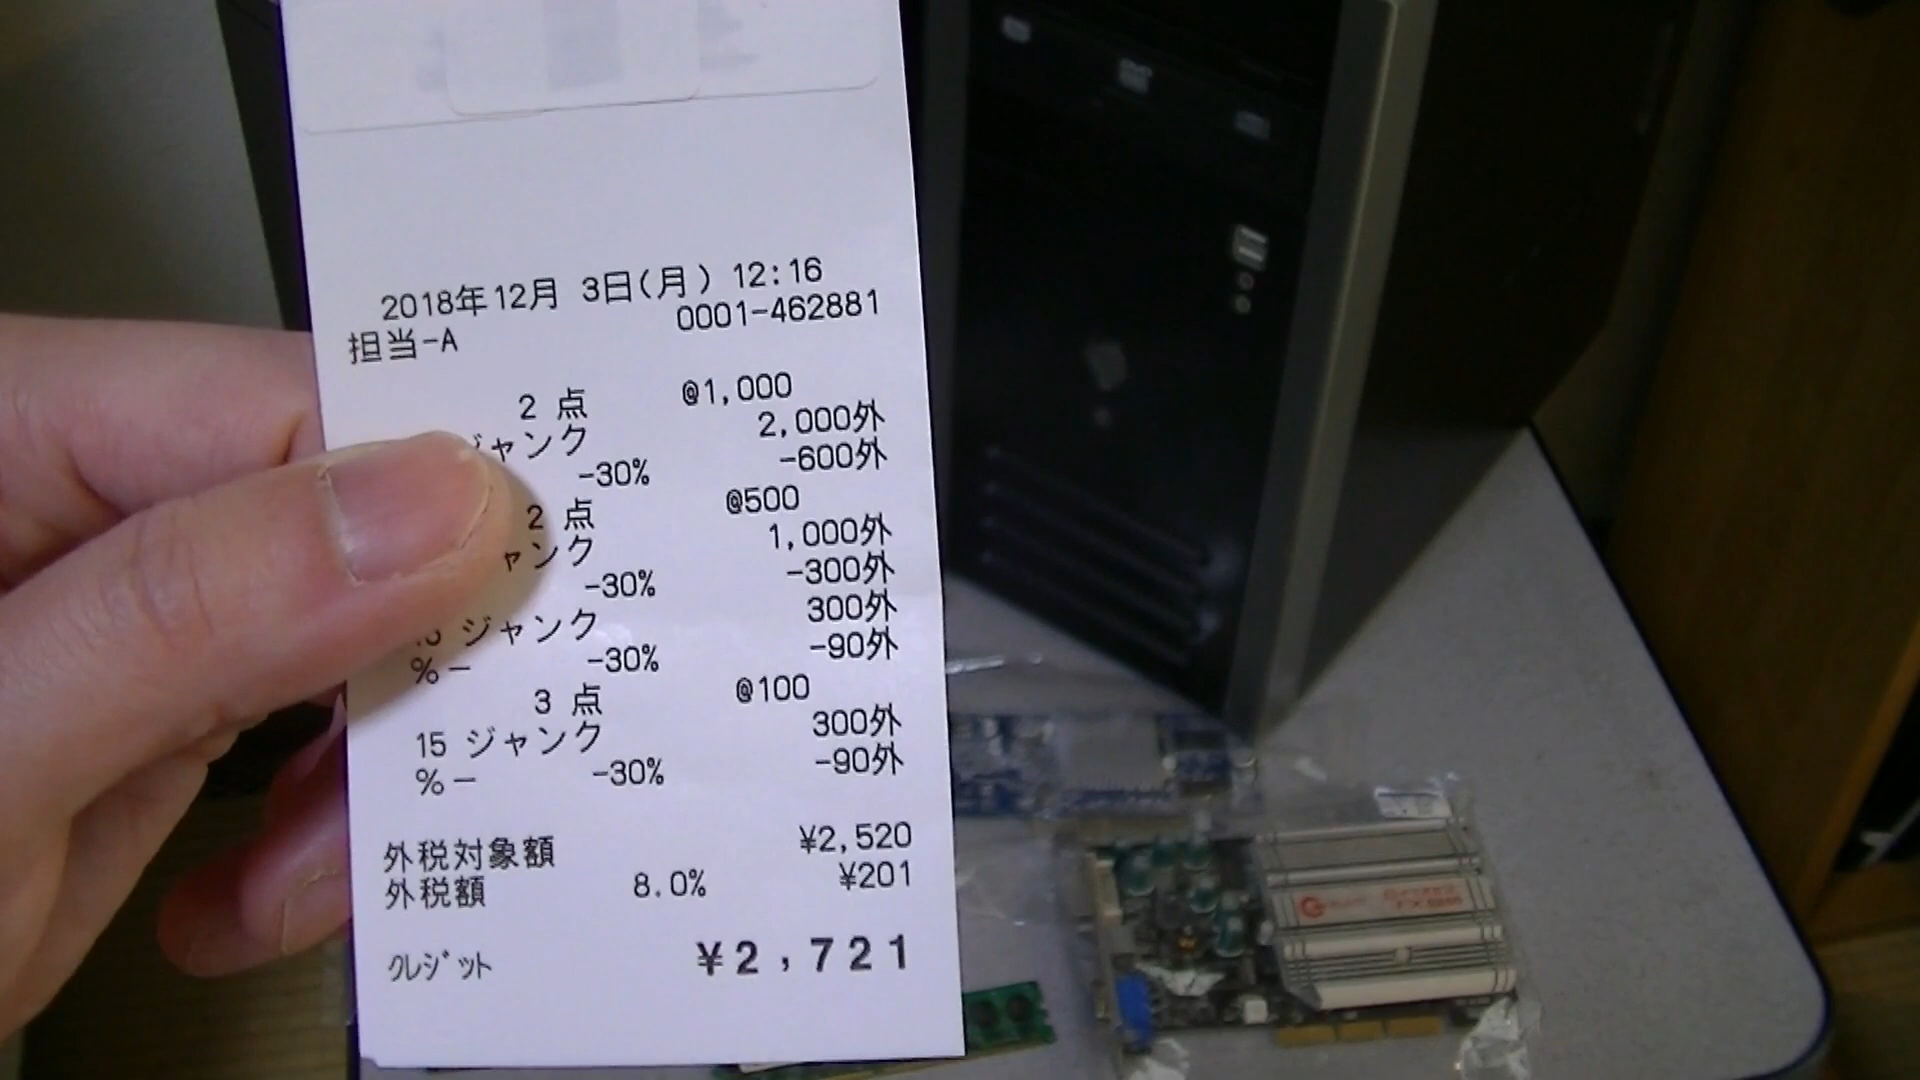 2018年12月 3日(月) 12:16
0001-462881
担当-A
2 点 @1,000
ジャンク 2,000外
-30% -600外
2 点 @500
ャンク 1,000外
-30% -300外
ジャンク 300外
%- -30% -90外
3 点 @100
15 ジャンク 300外
%- -30% -90外
外税対象額 ¥2,520
外税額 8.0% ¥201
クレジット ¥2,721